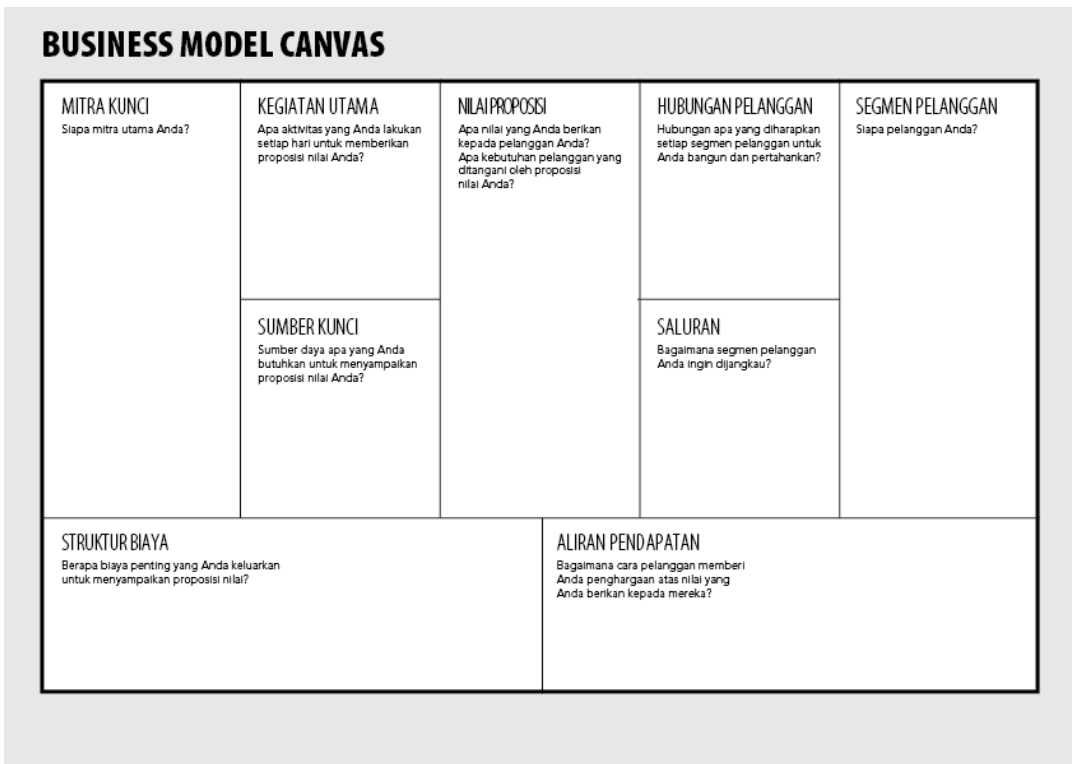 BUSINESS MODEL CANVAS
MITRA KUNCI
Siapa mitra utama Anda?
KEGIATAN UTAMA
Apa aktivitas yang Anda lakukan
setiap hari untuk memberikan
proposisi nilai Anda?
SUMBER KUNCI
Sumber daya apa yang Anda
butuhkan untuk menyampaikan
proposisi nilai Anda?
NILAI PROPOSISI
Apa nilai yang Anda berikan
kepada pelanggan Anda?
Apa kebutuhan pelanggan yang
ditangani oleh proposisi
nilai Anda?
HUBUNGAN PELANGGAN
Hubungan apa yang diharapkan
setiap segmen pelanggan untuk
Anda bangun dan pertahankan?
SALURAN
Bagaimana segmen pelanggan
Anda ingin dijangkau?
SEGMEN PELANGGAN
Siapa pelanggan Anda?
STRUKTUR BIAYA
Berapa biaya penting yang Anda keluarkan
untuk menyampaikan proposisi nilai?
ALIRAN PENDAPATAN
Bagaimana cara pelanggan memberi
Anda penghargaan atas nilai yang
Anda berikan kepada mereka?